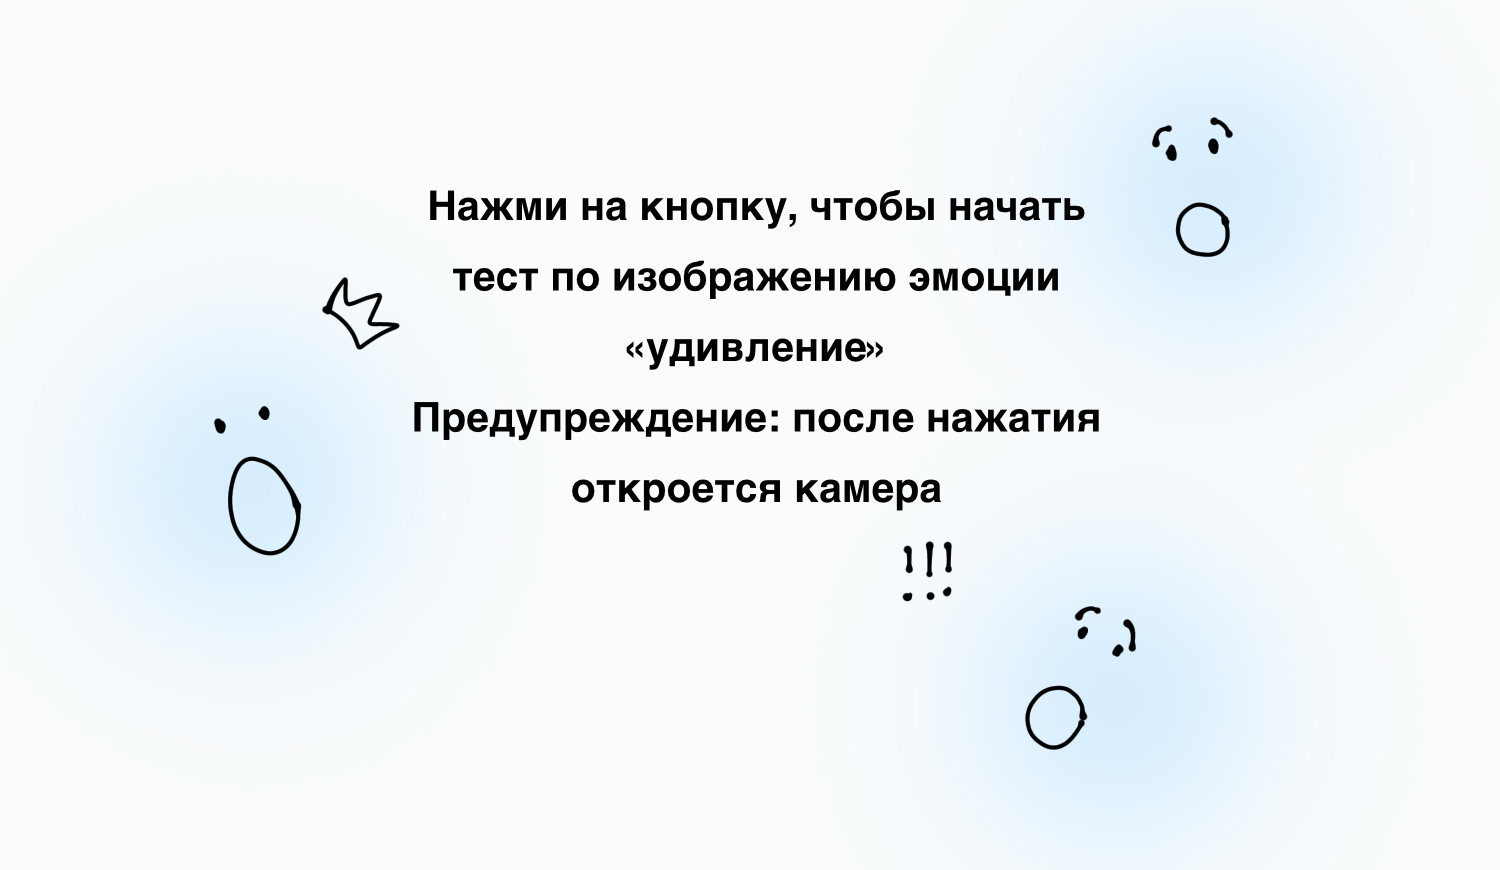 Нажми на кнопку, чтобы начать
тест по изображению эмоции
«удивление»
Предупреждение: после нажатия
откроется камера
!!!